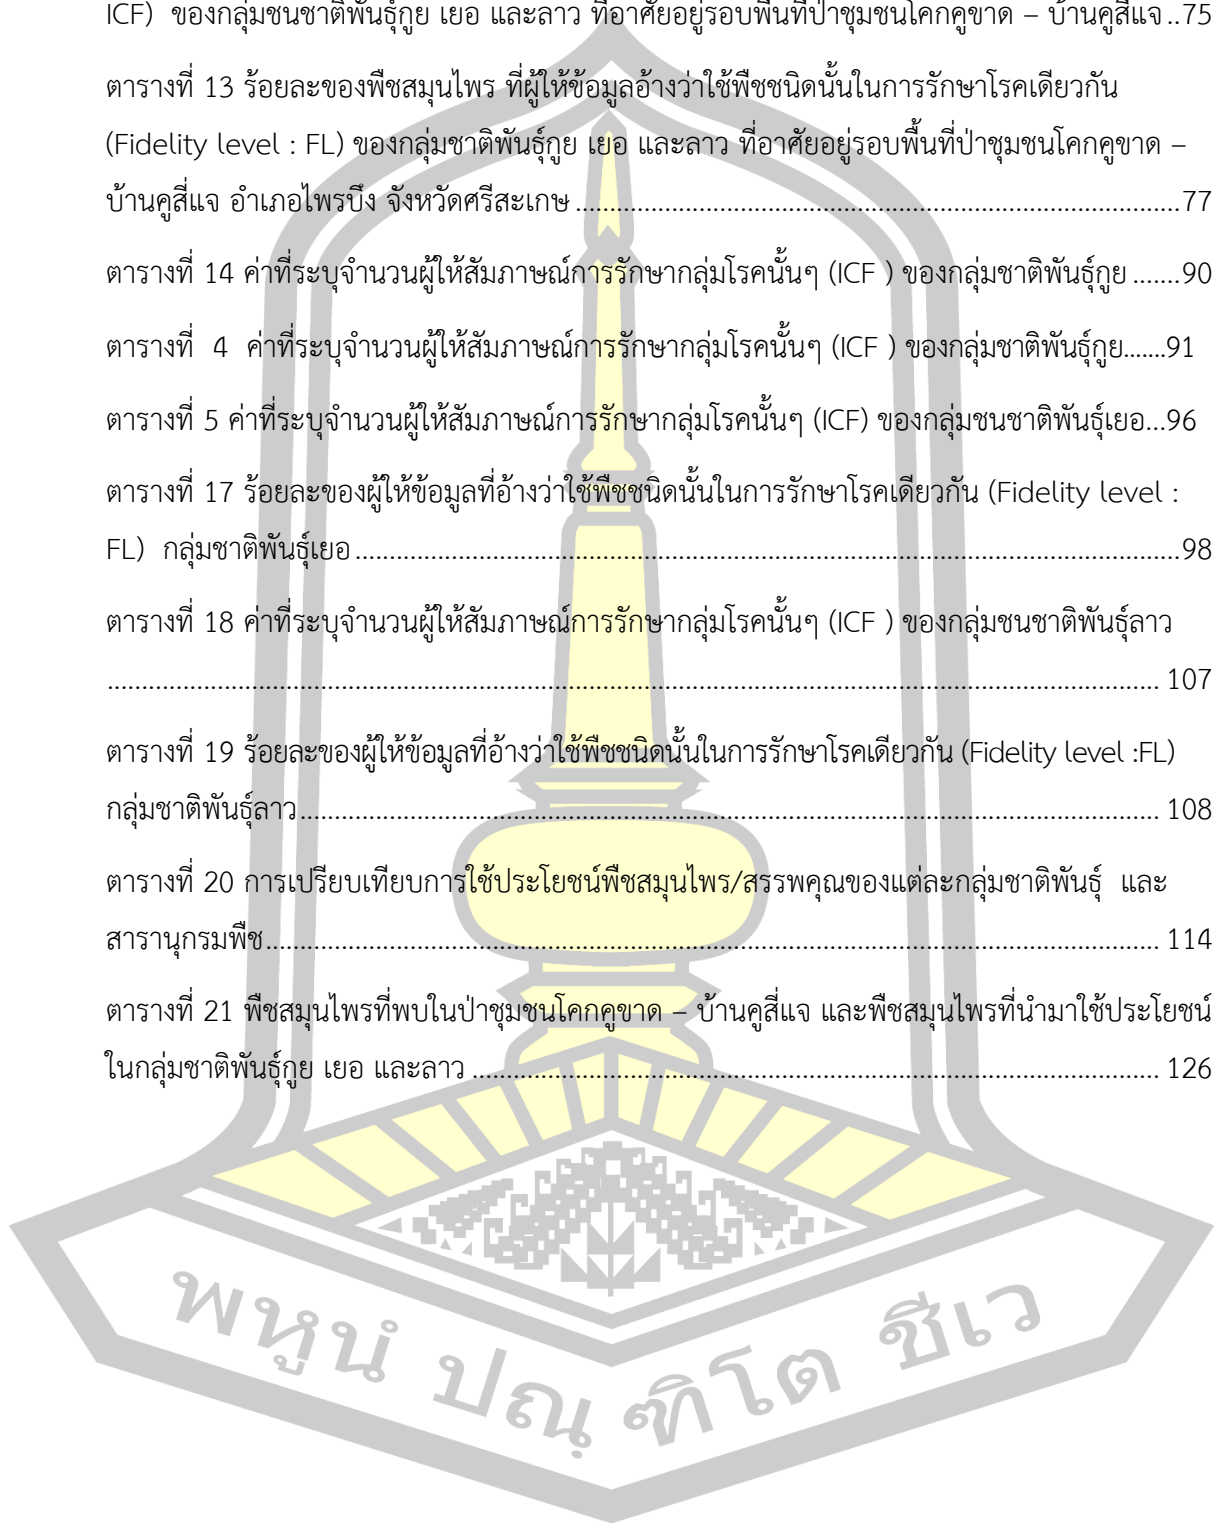 ICF) ของกลุ่มชนชาติพันธุ์กูย เยอ และลาว ที่อาศัยอยู่รอบพื้นที่ป่าชุมชนโคกคูขาด – บ้านคูสี่แจ ..75
ตารางที่ 13 ร้อยละของพืชสมุนไพร ที่ผู้ให้ข้อมูลอ้างว่าใช้พืชชนิดนั้นในการรักษาโรคเดียวกัน
(Fidelity level : FL) ของกลุ่มชาติพันธุ์กูย เยอ และลาว ที่อาศัยอยู่รอบพื้นที่ป่าชุมชนโคกคูขาด –
บ้านคูสี่แจ อำเภอไพรบึง จังหวัดศรีสะเกษ ........................................................................................77
ตารางที่ 14 ค่าที่ระบุจำนวนผู้ให้สัมภาษณ์การรักษากลุ่มโรคนั้นๆ (ICF ) ของกลุ่มชาติพันธุ์กูย .......90
ตารางที่  4  ค่าที่ระบุจำนวนผู้ให้สัมภาษณ์การรักษากลุ่มโรคนั้นๆ (ICF ) ของกลุ่มชาติพันธุ์กูย.......91
ตารางที่ 5 ค่าที่ระบุจำนวนผู้ให้สัมภาษณ์การรักษากลุ่มโรคนั้นๆ (ICF) ของกลุ่มชนชาติพันธุ์เยอ...96
ตารางที่ 17 ร้อยละของผู้ให้ข้อมูลที่อ้างว่าใช้พืชชนิดนั้นในการรักษาโรคเดียวกัน (Fidelity level :
FL)  กลุ่มชาติพันธุ์เยอ ........................................................................................................................98
ตารางที่ 18 ค่าที่ระบุจำนวนผู้ให้สัมภาษณ์การรักษากลุ่มโรคนั้นๆ (ICF ) ของกลุ่มชนชาติพันธุ์ลาว
......................................................................................................................................................... 107
ตารางที่ 19 ร้อยละของผู้ให้ข้อมูลที่อ้างว่าใช้พืชชนิดนั้นในการรักษาโรคเดียวกัน (Fidelity level :FL)
กลุ่มชาติพันธุ์ลาว............................................................................................................................. 108
ตารางที่ 20 การเปรียบเทียบการใช้ประโยชน์พืชสมุนไพร/สรรพคุณของแต่ละกลุ่มชาติพันธุ์  และ
สารานุกรมพืช.................................................................................................................................. 114
ตารางที่ 21 พืชสมุนไพรที่พบในป่าชุมชนโคกคูขาด – บ้านคูสี่แจ และพืชสมุนไพรที่นำมาใช้ประโยชน์
ในกลุ่มชาติพันธุ์กูย เยอ และลาว .................................................................................................... 126
พหูนํ ปณฺ ฑิโต ชีเว